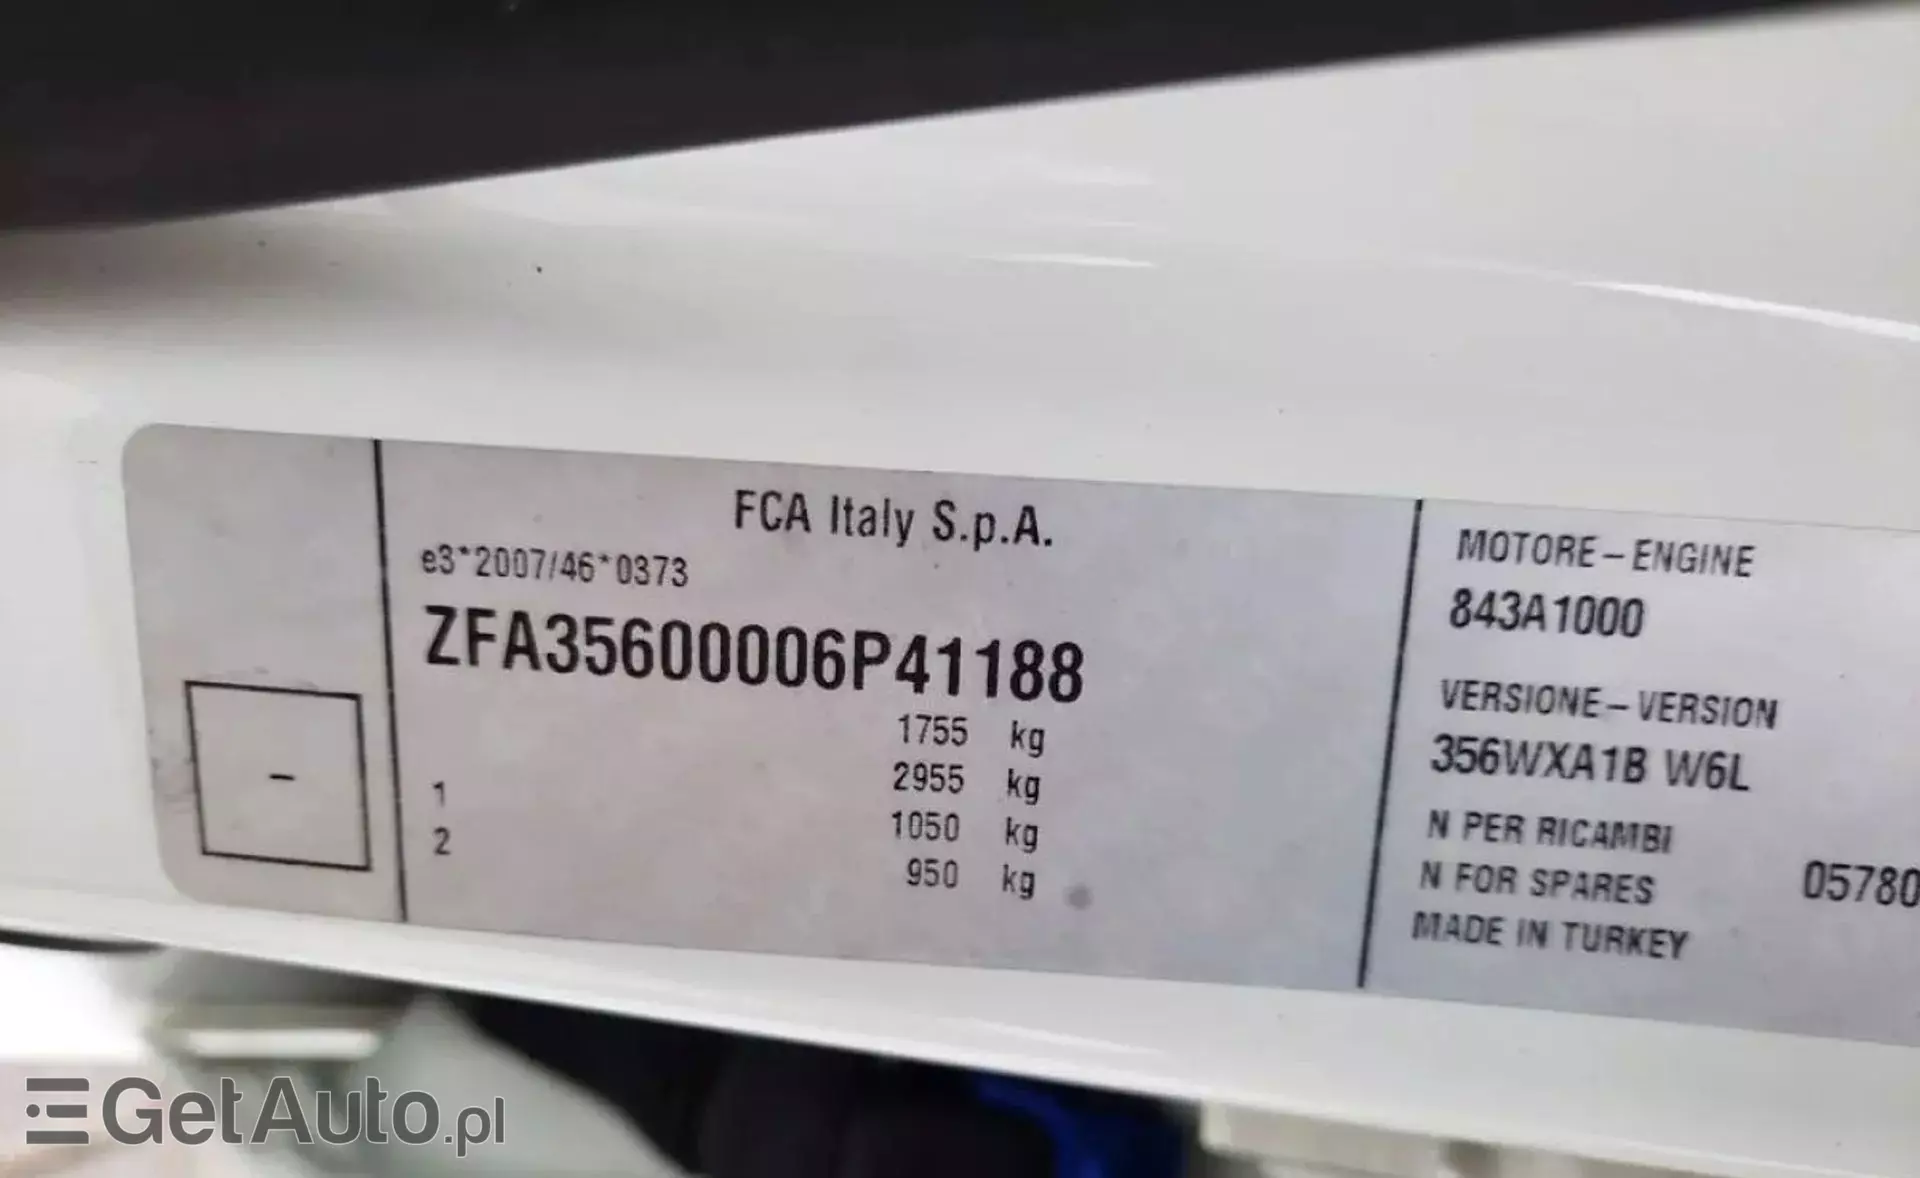 FCA Italy S.p.A.
e3*2007/46*0373
ZFA35600006P41188
1755 kg
2955 kg
1 1050 kg
2 950 kg
-
MOTORE-ENGINE
843A1000
VERSIONE-VERSION
356WXA1B W6L
N PER RICAMBI
N FOR SPARES 05780
MADE IN TURKEY
GetAuto.pl